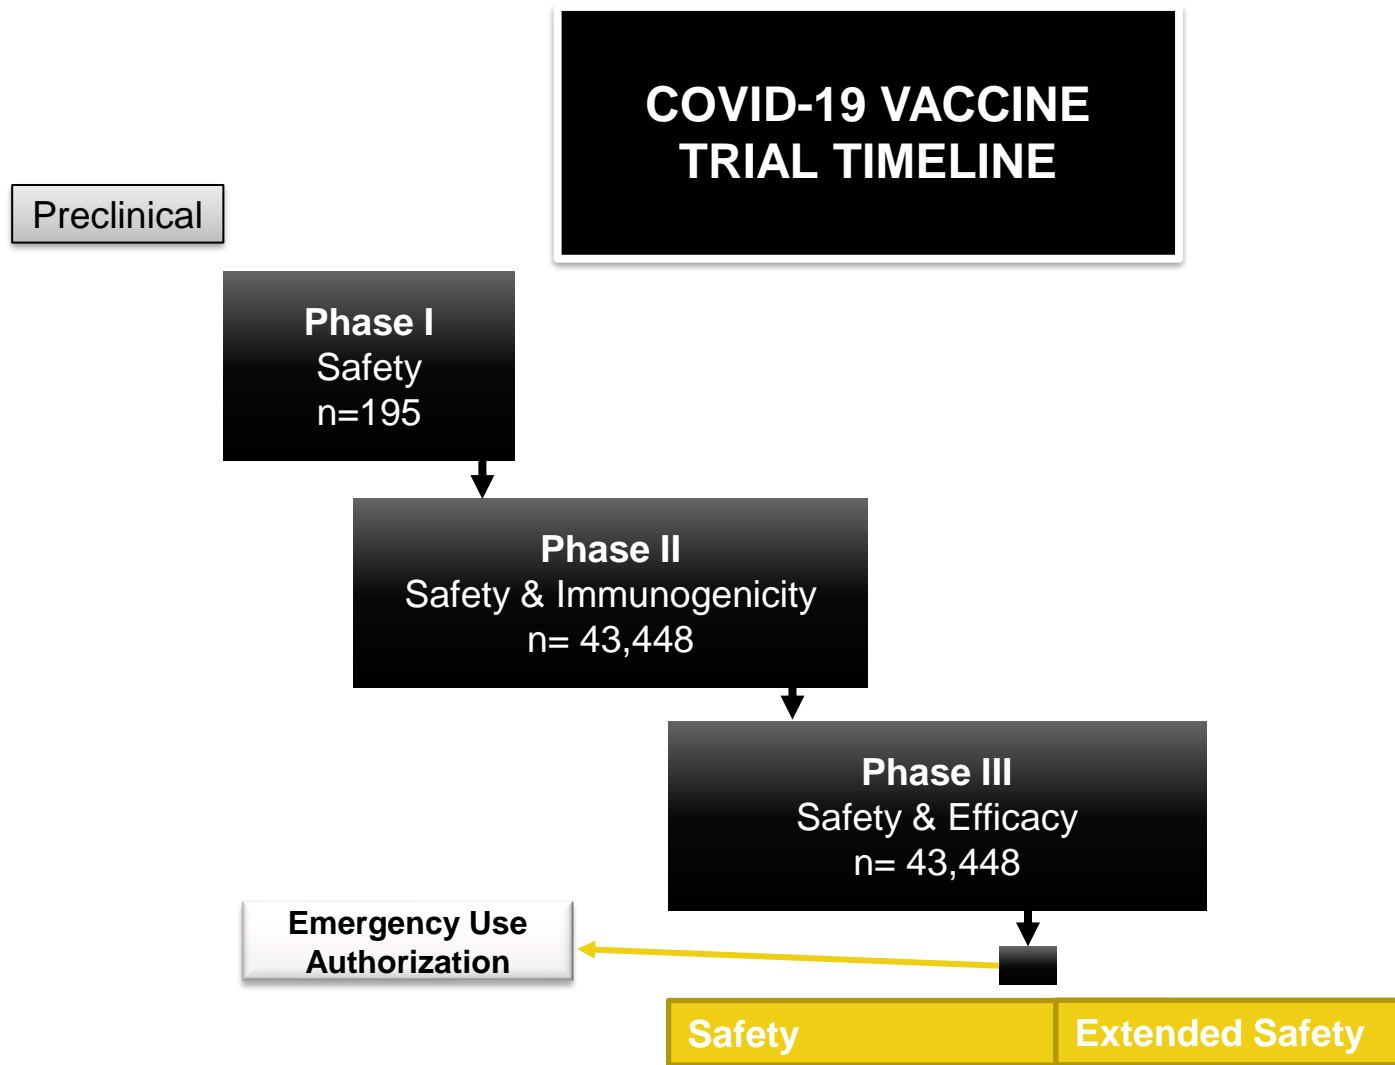 COVID-19 VACCINE
TRIAL TIMELINE
Preclinical
Phase I
Safety
n=195
Phase II
Safety & Immunogenicity
n= 43,448
Phase III
Safety & Efficacy
n= 43,448
Emergency Use
Authorization
Safety
Extended Safety